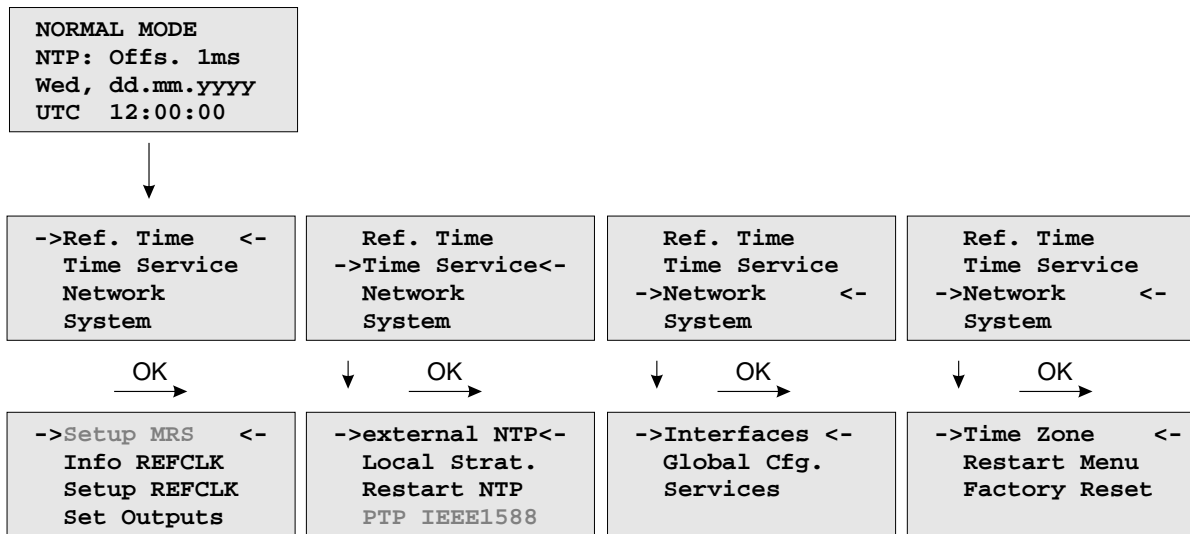 NORMAL MODE
NTP: Offs. 1ms
Wed, dd.mm.yyyy
UTC 12:00:00
->Ref. Time <-
Time Service
Network
System
Ref. Time
->Time Service<-
Network
System
Ref. Time
Time Service
->Network <-
System
Ref. Time
Time Service
->Network <-
System
OK
OK
OK
OK
->Setup MRS <-
Info REFCLK
Setup REFCLK
Set Outputs
->external NTP<-
Local Strat.
Restart NTP
PTP IEEE1588
->Interfaces <-
Global Cfg.
Services
->Time Zone <-
Restart Menu
Factory Reset